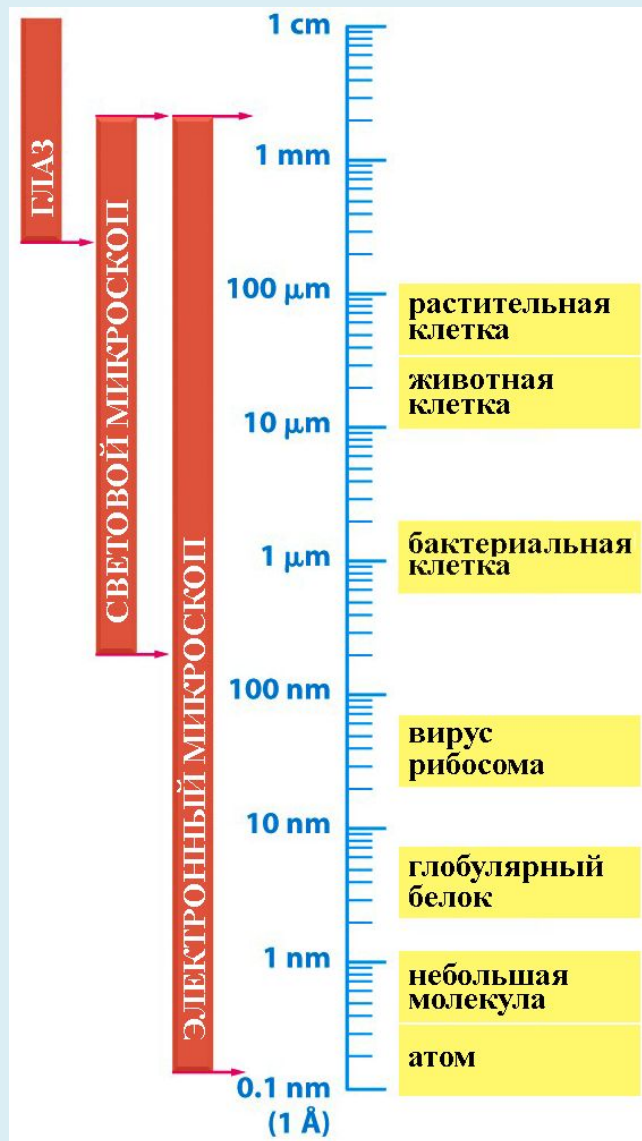 ГЛАЗ
СВЕТОВОЙ МИКРОСКОП
ЭЛЕКТРОННЫЙ МИКРОСКОП
1 cm
1 mm
100 μm
10 μm
1 μm
100 nm
10 nm
1 nm
0.1 nm
(1 Å)
растительная
клетка
животная
клетка
бактериальная
клетка
вирус
рибосома
глобулярный
белок
небольшая
молекула
атом